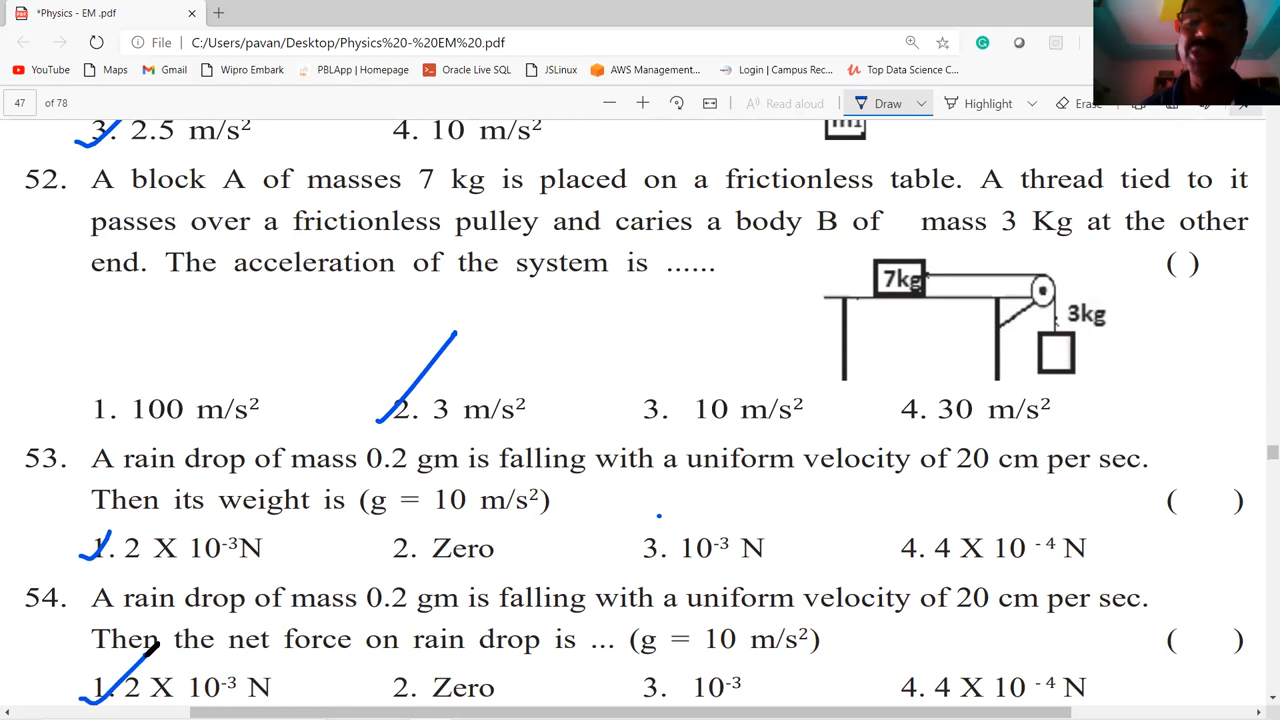 *Physics - EM .pdf
File C:/Users/pavan/Desktop/Physics%20-%20EM%20.pdf
YouTube Maps Gmail Wipro Embark PBLApp | Homepage Oracle Live SQL JSLinux AWS Management... Login | Campus Rec... Top Data Science C...
47 of 78 Read aloud Draw Highlight Erase
3. 2.5 m/s² 4. 10 m/s²
m1
52. A block A of masses 7 kg is placed on a frictionless table. A thread tied to it
passes over a frictionless pulley and caries a body B of mass 3 Kg at the other
end. The acceleration of the system is ...... ( )
7kg
3kg
1. 100 m/s² 2. 3 m/s² 3. 10 m/s² 4. 30 m/s²
53. A rain drop of mass 0.2 gm is falling with a uniform velocity of 20 cm per sec.
Then its weight is (g = 10 m/s²) ( )
1. 2 X 10⁻³N 2. Zero 3. 10⁻³ N 4. 4 X 10 ⁻⁴ N
54. A rain drop of mass 0.2 gm is falling with a uniform velocity of 20 cm per sec.
Then the net force on rain drop is ... (g = 10 m/s²) ( )
1. 2 X 10⁻³ N 2. Zero 3. 10⁻³ 4. 4 X 10 ⁻⁴ N